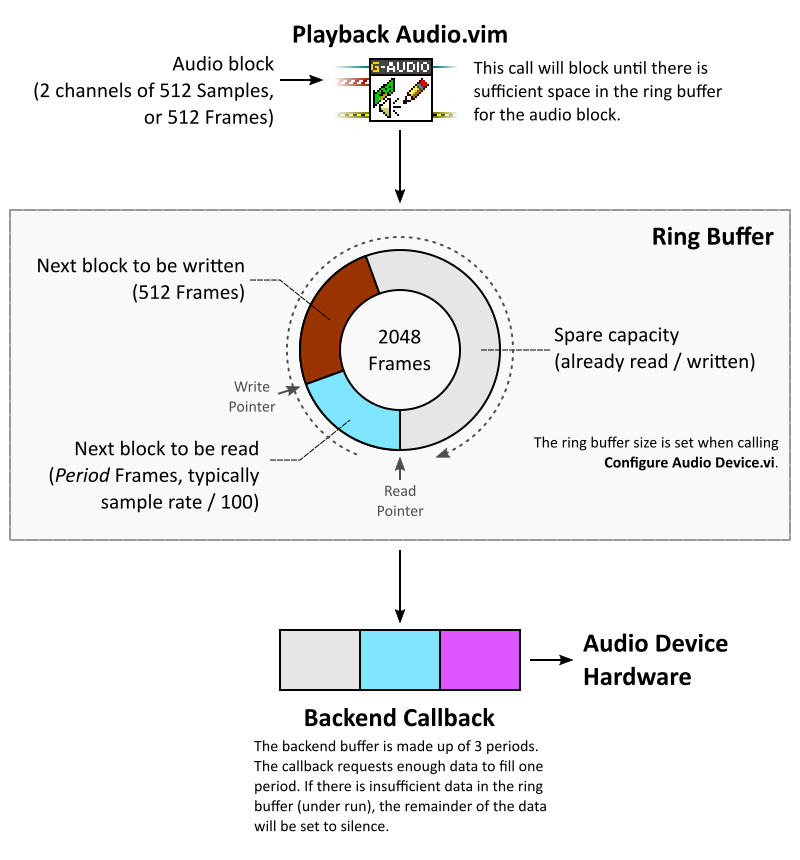 Playback Audio.vim
Audio block
(2 channels of 512 Samples,
or 512 Frames)
G-AUDIO
This call will block until there is
sufficient space in the ring buffer
for the audio block.
Ring Buffer
Next block to be written
(512 Frames)
2048
Frames
Spare capacity
(already read / written)
Write
Pointer
Next block to be read
(Period Frames, typically
sample rate / 100)
The ring buffer size is set when calling
Configure Audio Device.vi.
Read
Pointer
Audio Device
Hardware
Backend Callback
The backend buffer is made up of 3 periods.
The callback requests enough data to fill one
period. If there is insufficient data in the ring
buffer (under run), the remainder of the data
will be set to silence.